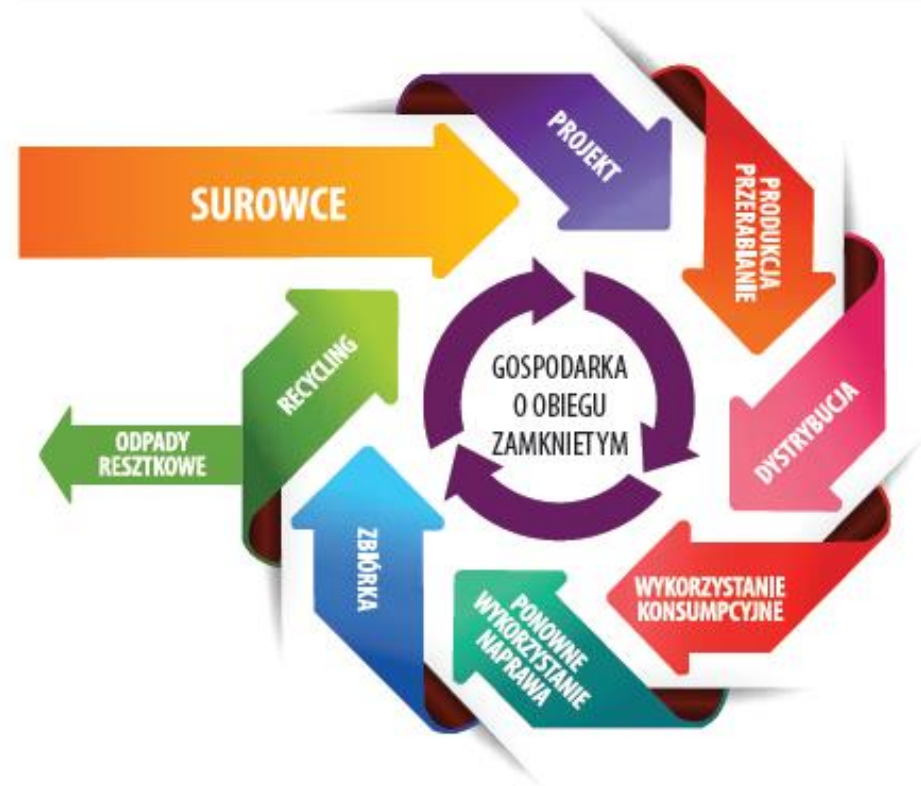 SUROWCE
PROJEKT
PRODUKCJA
PRZERABIANIE
DYSTRYBUCJA
WYKORZYSTANIE
KONSUMPCYJNE
PONOWNE
WYKORZYSTANIE
NAPRAWA
ZBIÓRKA
RECYCLING
ODPADY
RESZTKOWE
GOSPODARKA
O OBIEGU
ZAMKNIETYM